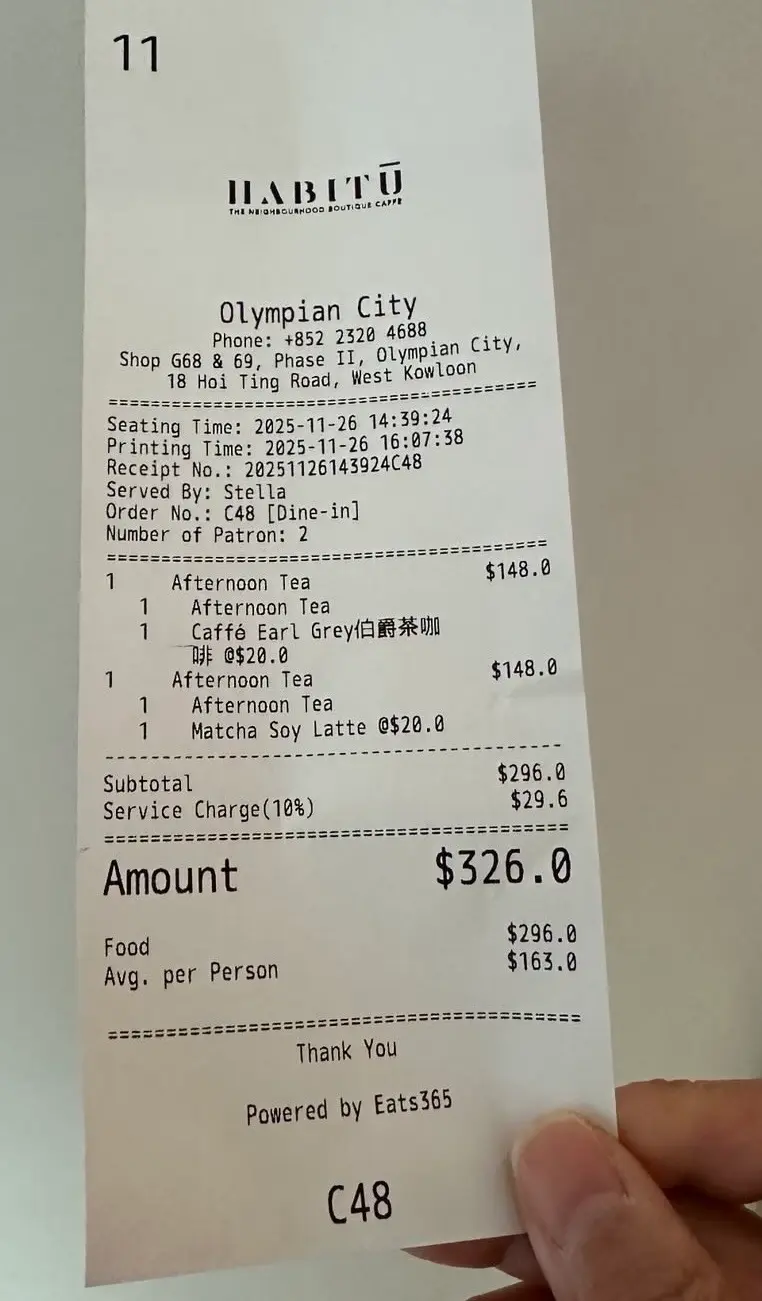 11
HABITŪ
THE NEIGHBOURHOOD BOUTIQUE CAFFE
Olympian City
Phone: +852 2320 4688
Shop G68 & 69, Phase II, Olympian City,
18 Hoi Ting Road, West Kowloon
========================================
Seating Time: 2025-11-26 14:39:24
Printing Time: 2025-11-26 16:07:38
Receipt No.: 20251126143924C48
Served By: Stella
Order No.: C48 [Dine-in]
Number of Patron: 2
========================================
1 Afternoon Tea $148.0
1 Afternoon Tea
1 Caffé Earl Grey伯爵茶咖
啡 @$20.0
1 Afternoon Tea $148.0
1 Afternoon Tea
1 Matcha Soy Latte @$20.0
----------------------------------------
Subtotal $296.0
Service Charge(10%) $29.6
========================================
Amount $326.0
Food $296.0
Avg. per Person $163.0
========================================
Thank You
Powered by Eats365
C48